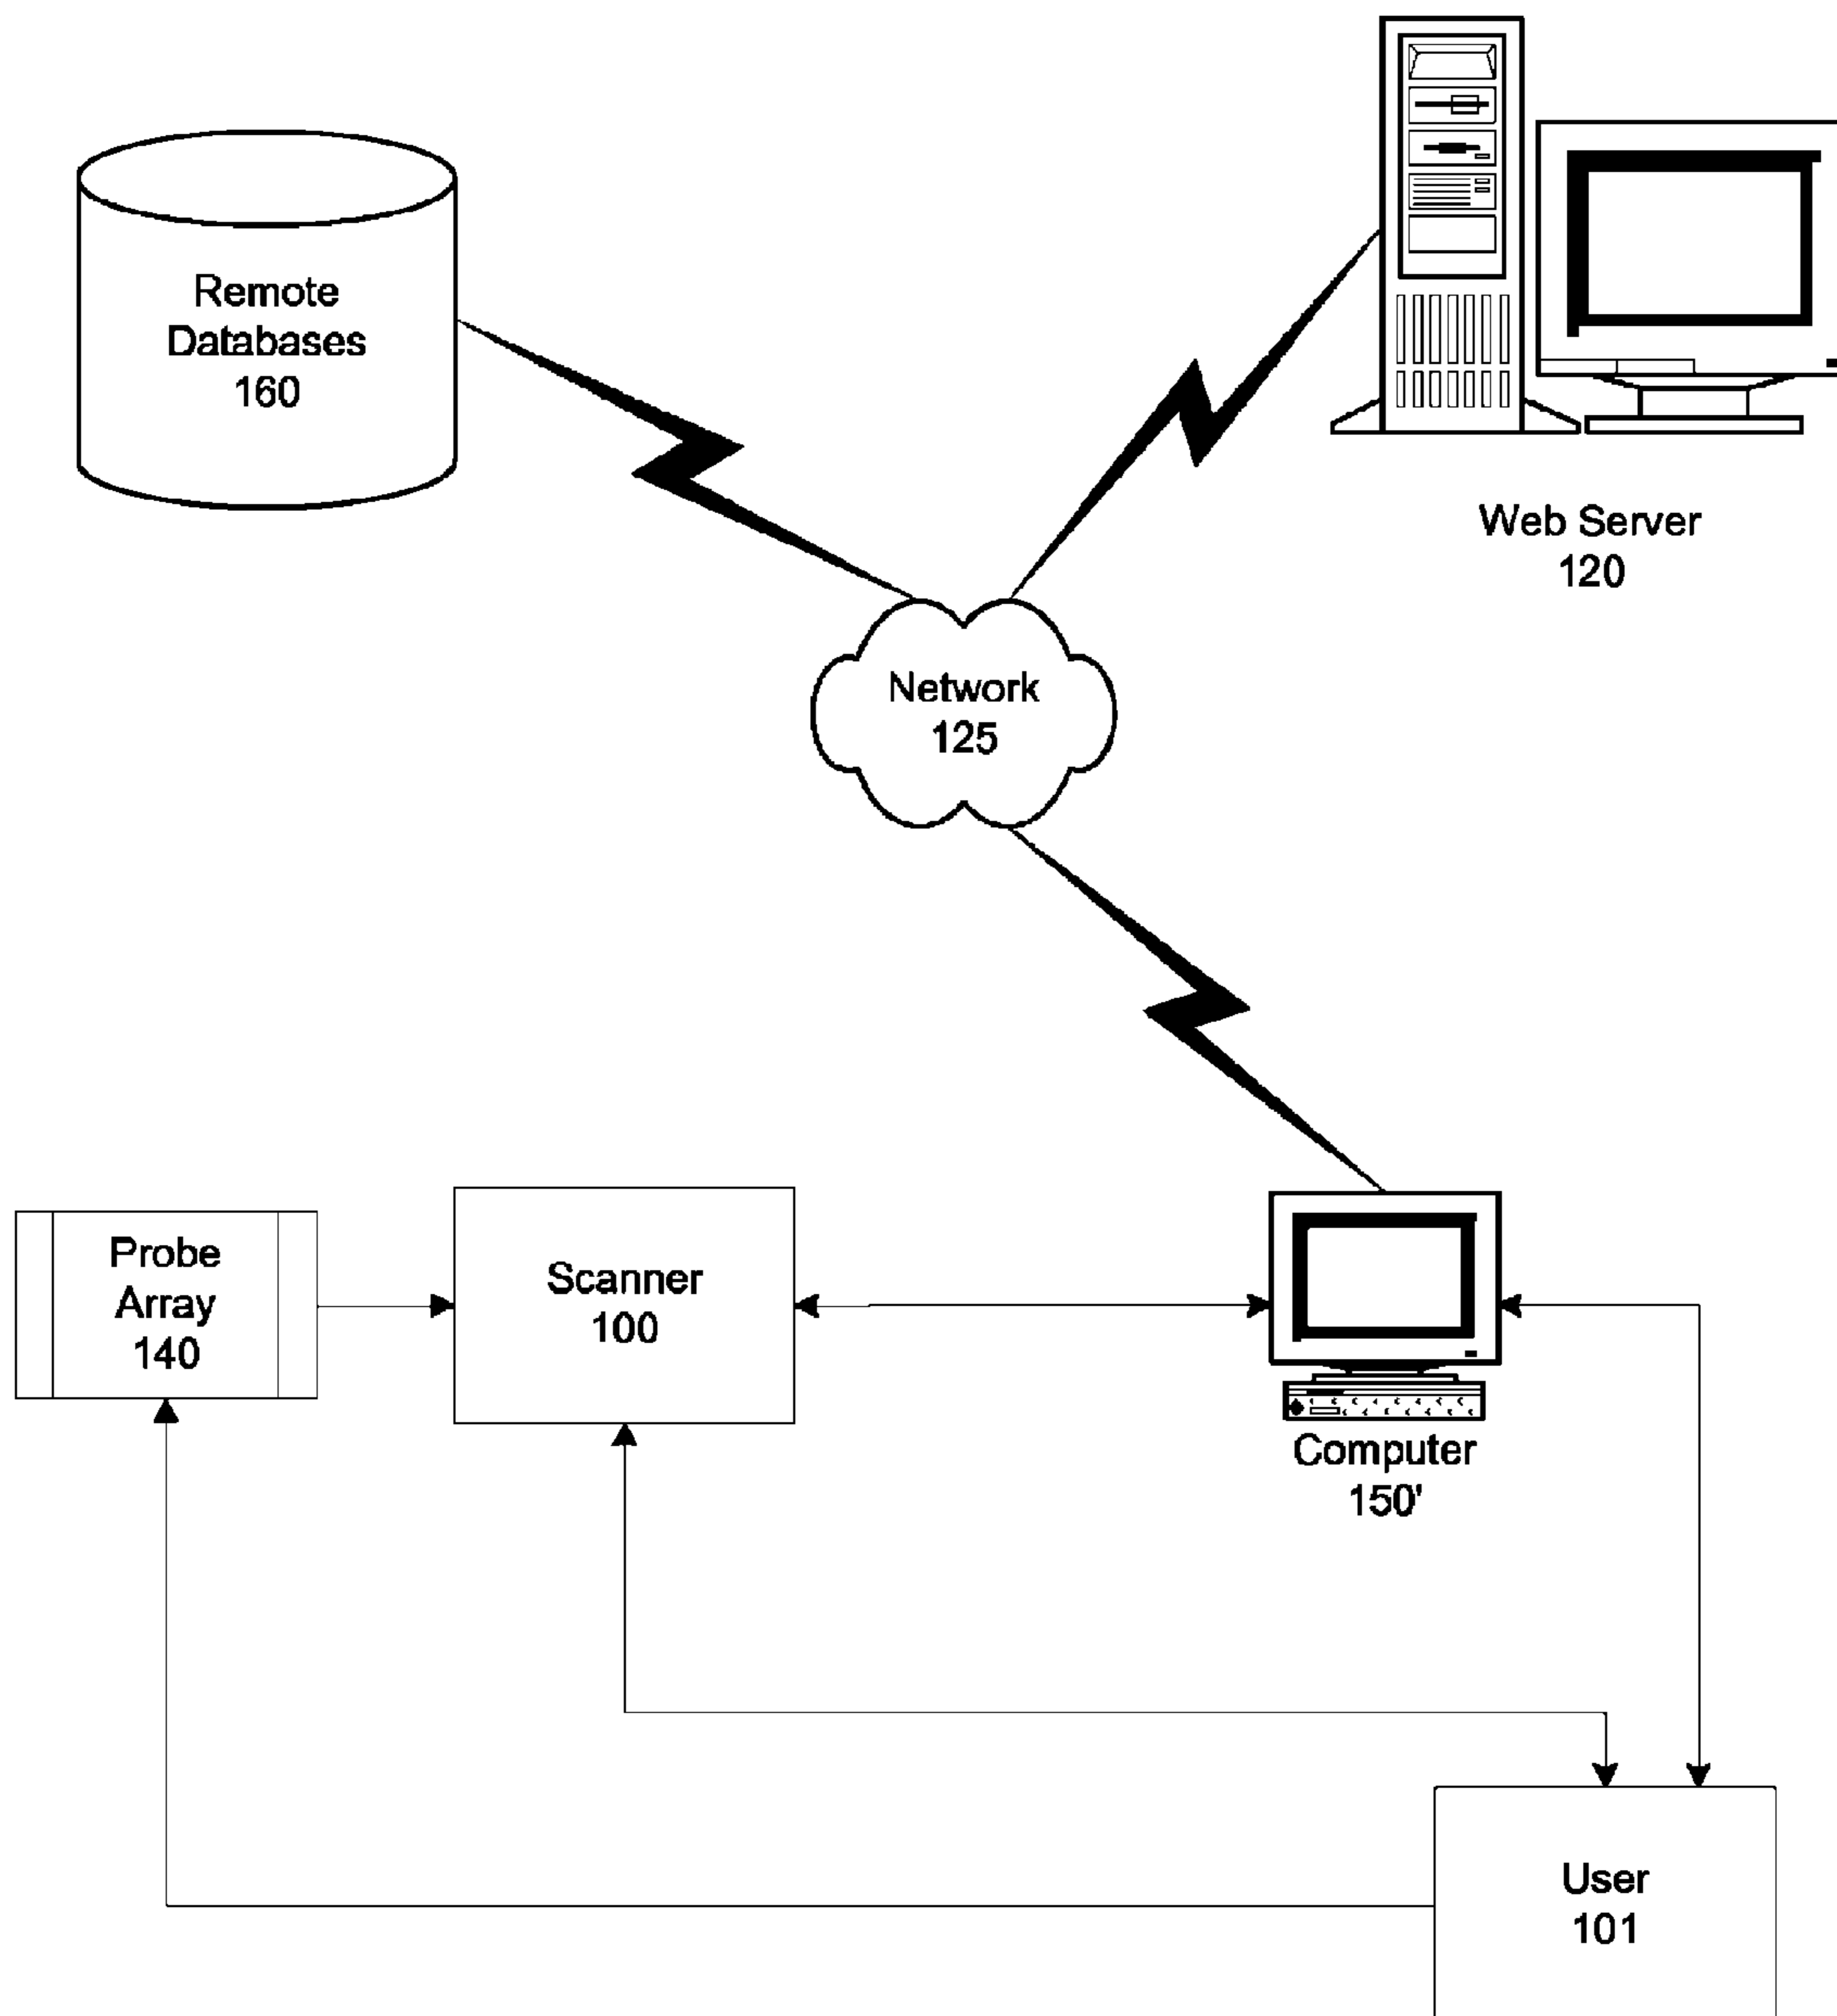 Remote
Databases
160
Web Server
120
Network
125
Probe
Array
140
Scanner
100
Computer
150'
User
101